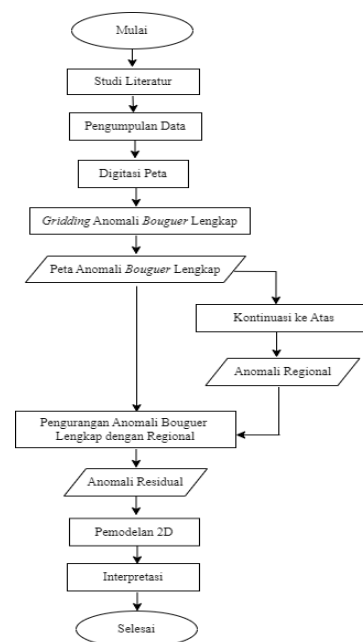 Mulai
Studi Literatur
Pengumpulan Data
Digitasi Peta
Gridding Anomali Bouguer Lengkap
Peta Anomali Bouguer Lengkap
Kontinuasi ke Atas
Anomali Regional
Pengurangan Anomali Bouguer
Lengkap dengan Regional
Anomali Residual
Pemodelan 2D
Interpretasi
Selesai